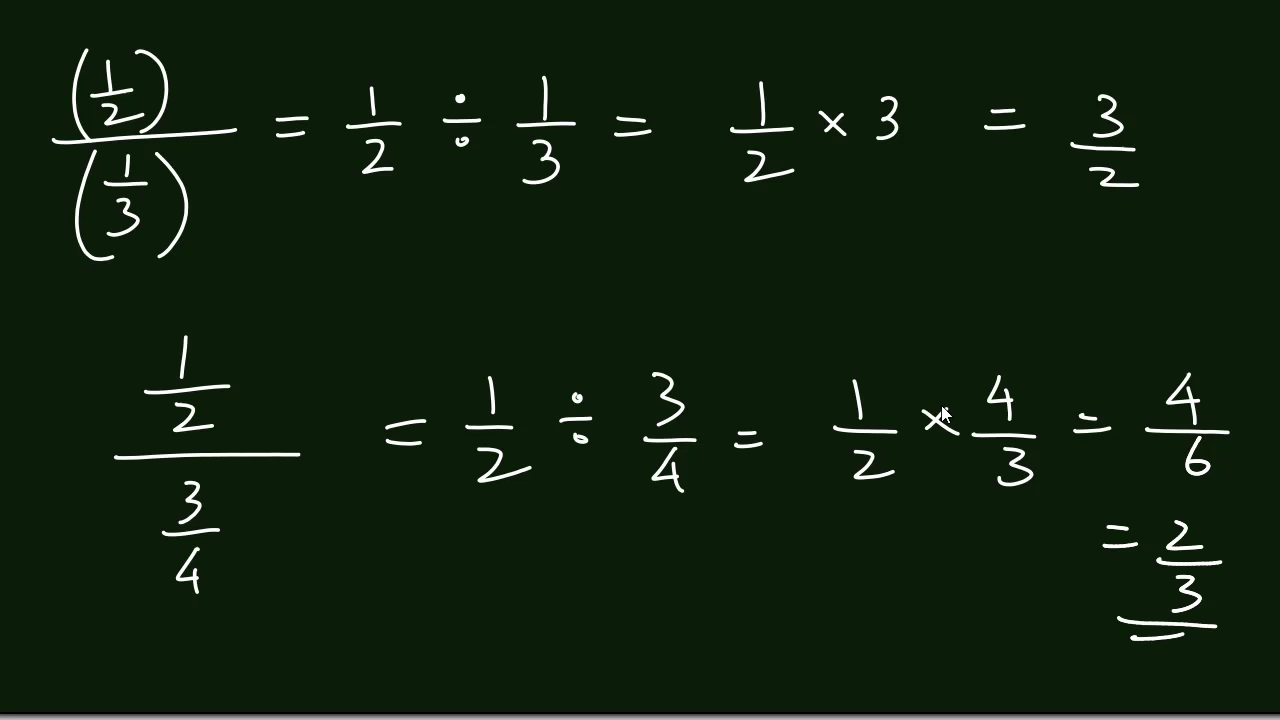 (1/2)/(1/3) = 1/2 ÷ 1/3 = 1/2 × 3 = 3/2
1/2/3/4 = 1/2 ÷ 3/4 = 1/2 × 4/3 = 4/6
= 2/3